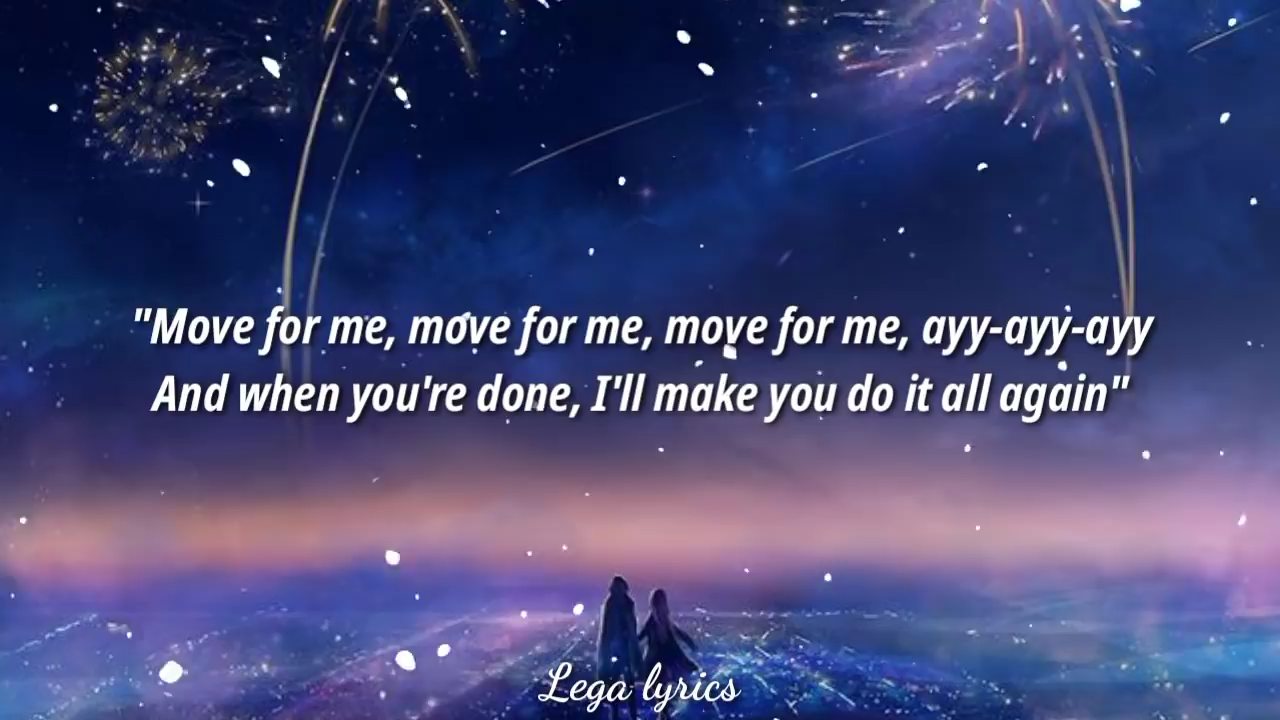 "Move for me, move for me, move for me, ayy-ayy-ayy
And when you're done, I'll make you do it all again"
Lega lyrics